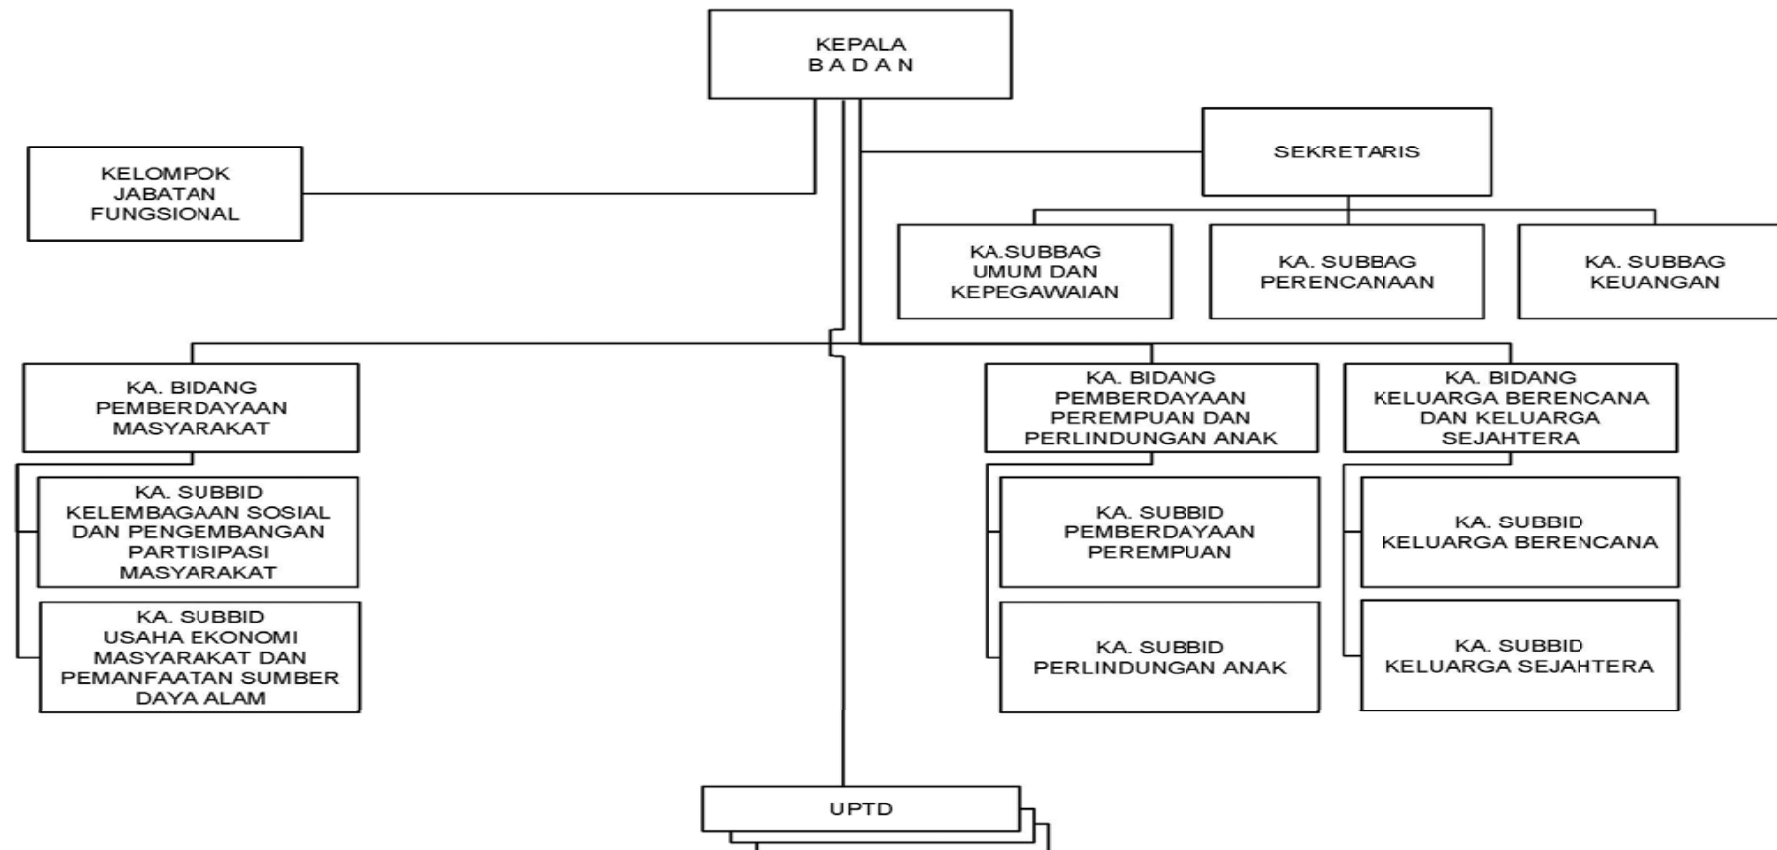 KEPALA
B A D A N
KELOMPOK
JABATAN
FUNGSIONAL
SEKRETARIS
KA.SUBBAG
UMUM DAN
KEPEGAWAIAN
KA. SUBBAG
PERENCANAAN
KA. SUBBAG
KEUANGAN
KA. BIDANG
PEMBERDAYAAN
MASYARAKAT
KA. BIDANG
PEMBERDAYAAN
PEREMPUAN DAN
PERLINDUNGAN ANAK
KA. BIDANG
KELUARGA BERENCANA
DAN KELUARGA
SEJAHTERA
KA. SUBBID
KELEMBAGAAN SOSIAL
DAN PENGEMBANGAN
PARTISIPASI
MASYARAKAT
KA. SUBBID
PEMBERDAYAAN
PEREMPUAN
KA. SUBBID
KELUARGA BERENCANA
KA. SUBBID
USAHA EKONOMI
MASYARAKAT DAN
PEMANFAATAN SUMBER
DAYA ALAM
KA. SUBBID
PERLINDUNGAN ANAK
KA. SUBBID
KELUARGA SEJAHTERA
UPTD